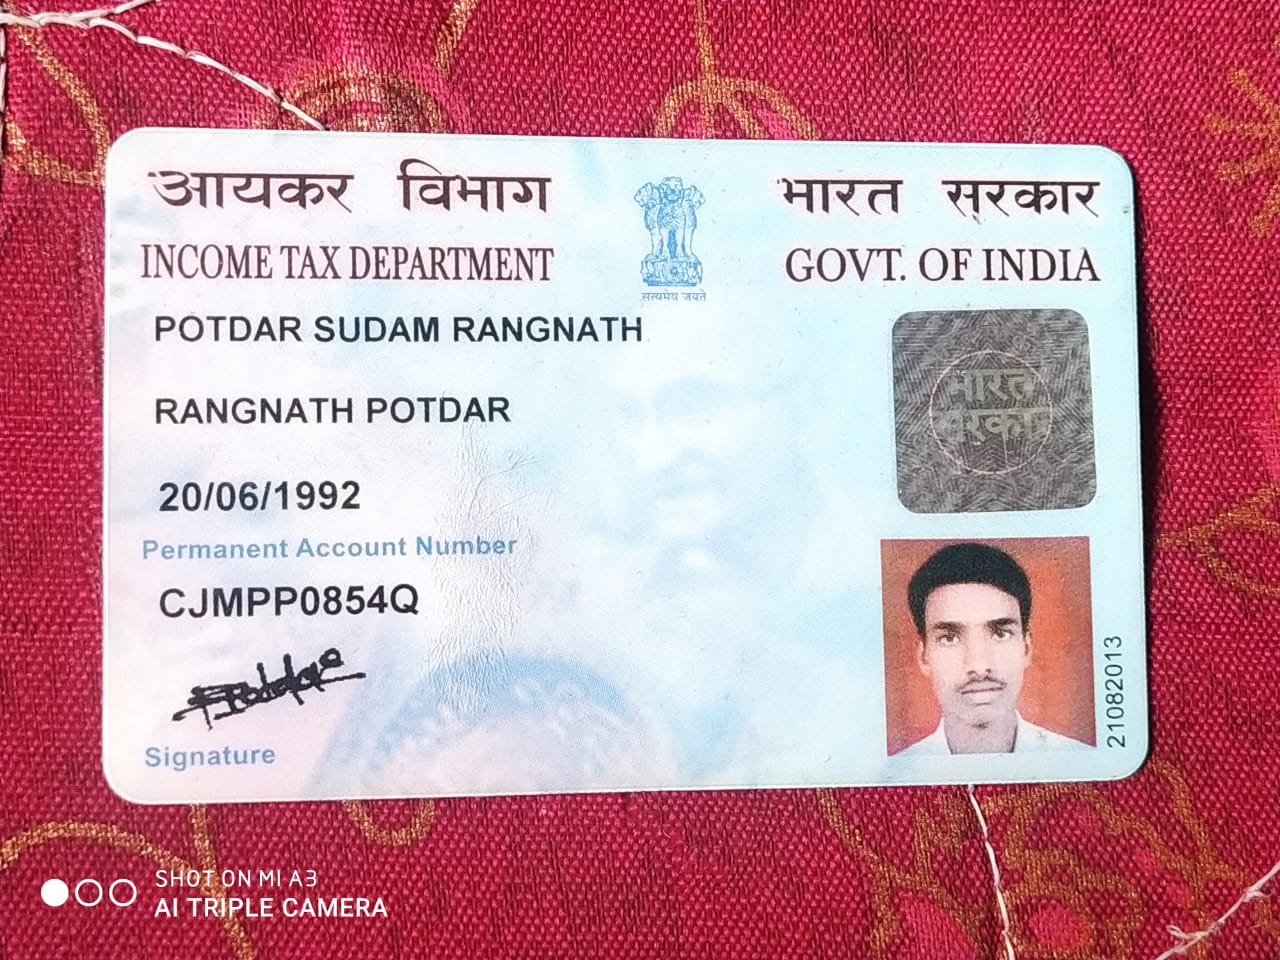 आयकर विभाग
INCOME TAX DEPARTMENT
सत्यमेव जयते
भारत सरकार
GOVT. OF INDIA
POTDAR SUDAM RANGNATH
RANGNATH POTDAR
20/06/1992
Permanent Account Number
CJMPP0854Q
Signature
भारत
सरकार
21082013
SHOT ON MI A3
AI TRIPLE CAMERA